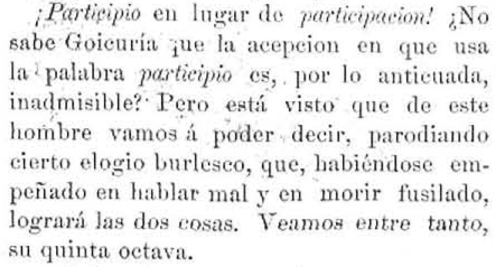 ¡Participio en lugar de participacion! ¿No
sabe Goicuría que la acepcion en que usa
la palabra participio es, por lo anticuada,
inadmisible? Pero está visto que de este
hombre vamos á poder decir, parodiando
cierto elogio burlesco, que, habiéndose em-
peñado en hablar mal y en morir fusilado,
logrará las dos cosas. Veamos entre tanto,
su quinta octava.